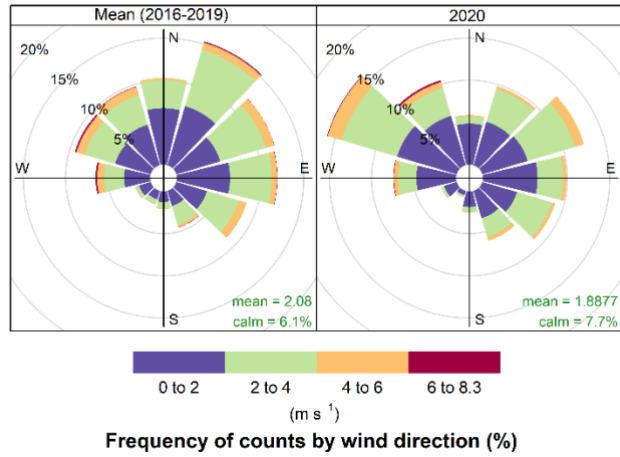 Mean (2016-2019)
2020
N
20%
15%
10%
5%
W
E
S
mean = 2.08
calm = 6.1%
N
20%
15%
10%
5%
W
E
S
mean = 1.8877
calm = 7.7%
0 to 2
2 to 4
4 to 6
6 to 8.3
(m s ⁻¹)
Frequency of counts by wind direction (%)